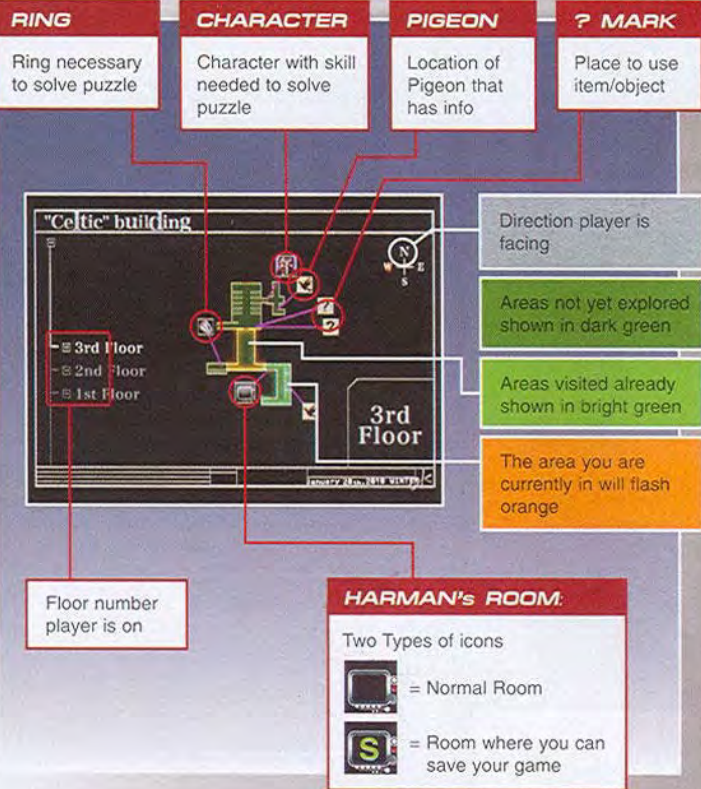 RING
Ring necessary
to solve puzzle
CHARACTER
Character with skill
needed to solve
puzzle
PIGEON
Location of
Pigeon that
has info
? MARK
Place to use
item/object
"Celtic" building
N
E
S
W
?
?
3rd Floor
2nd Floor
1st Floor
3rd
Floor
Direction player is
facing
Areas not yet explored
shown in dark green
Areas visited already
shown in bright green
The area you are
currently in will flash
orange
Floor number
player is on
HARMAN's ROOM:
Two Types of icons
= Normal Room
S
= Room where you can
save your game